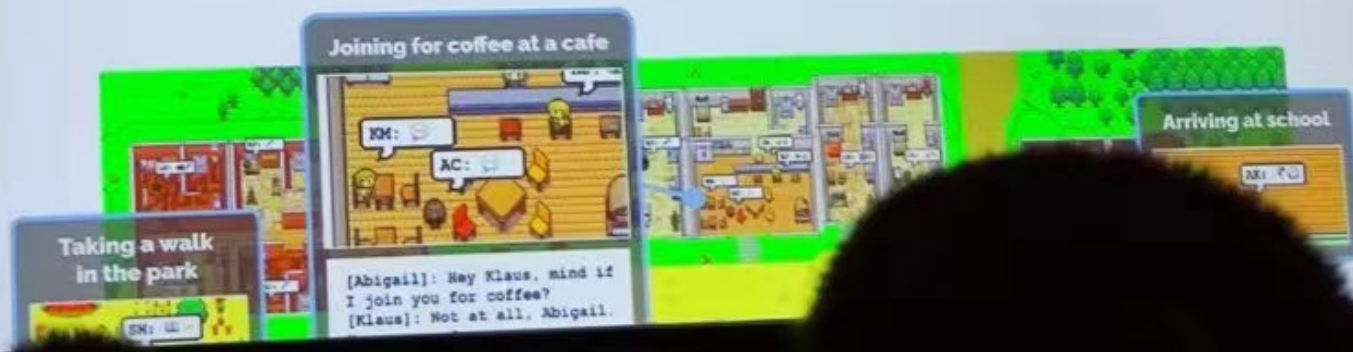 Joining for coffee at a cafe
KM:
AC:
[Abigail]: Hey Klaus, mind if
I join you for coffee?
[Klaus]: Not at all, Abigail.
Taking a walk
in the park
SM:
Arriving at school
AK: